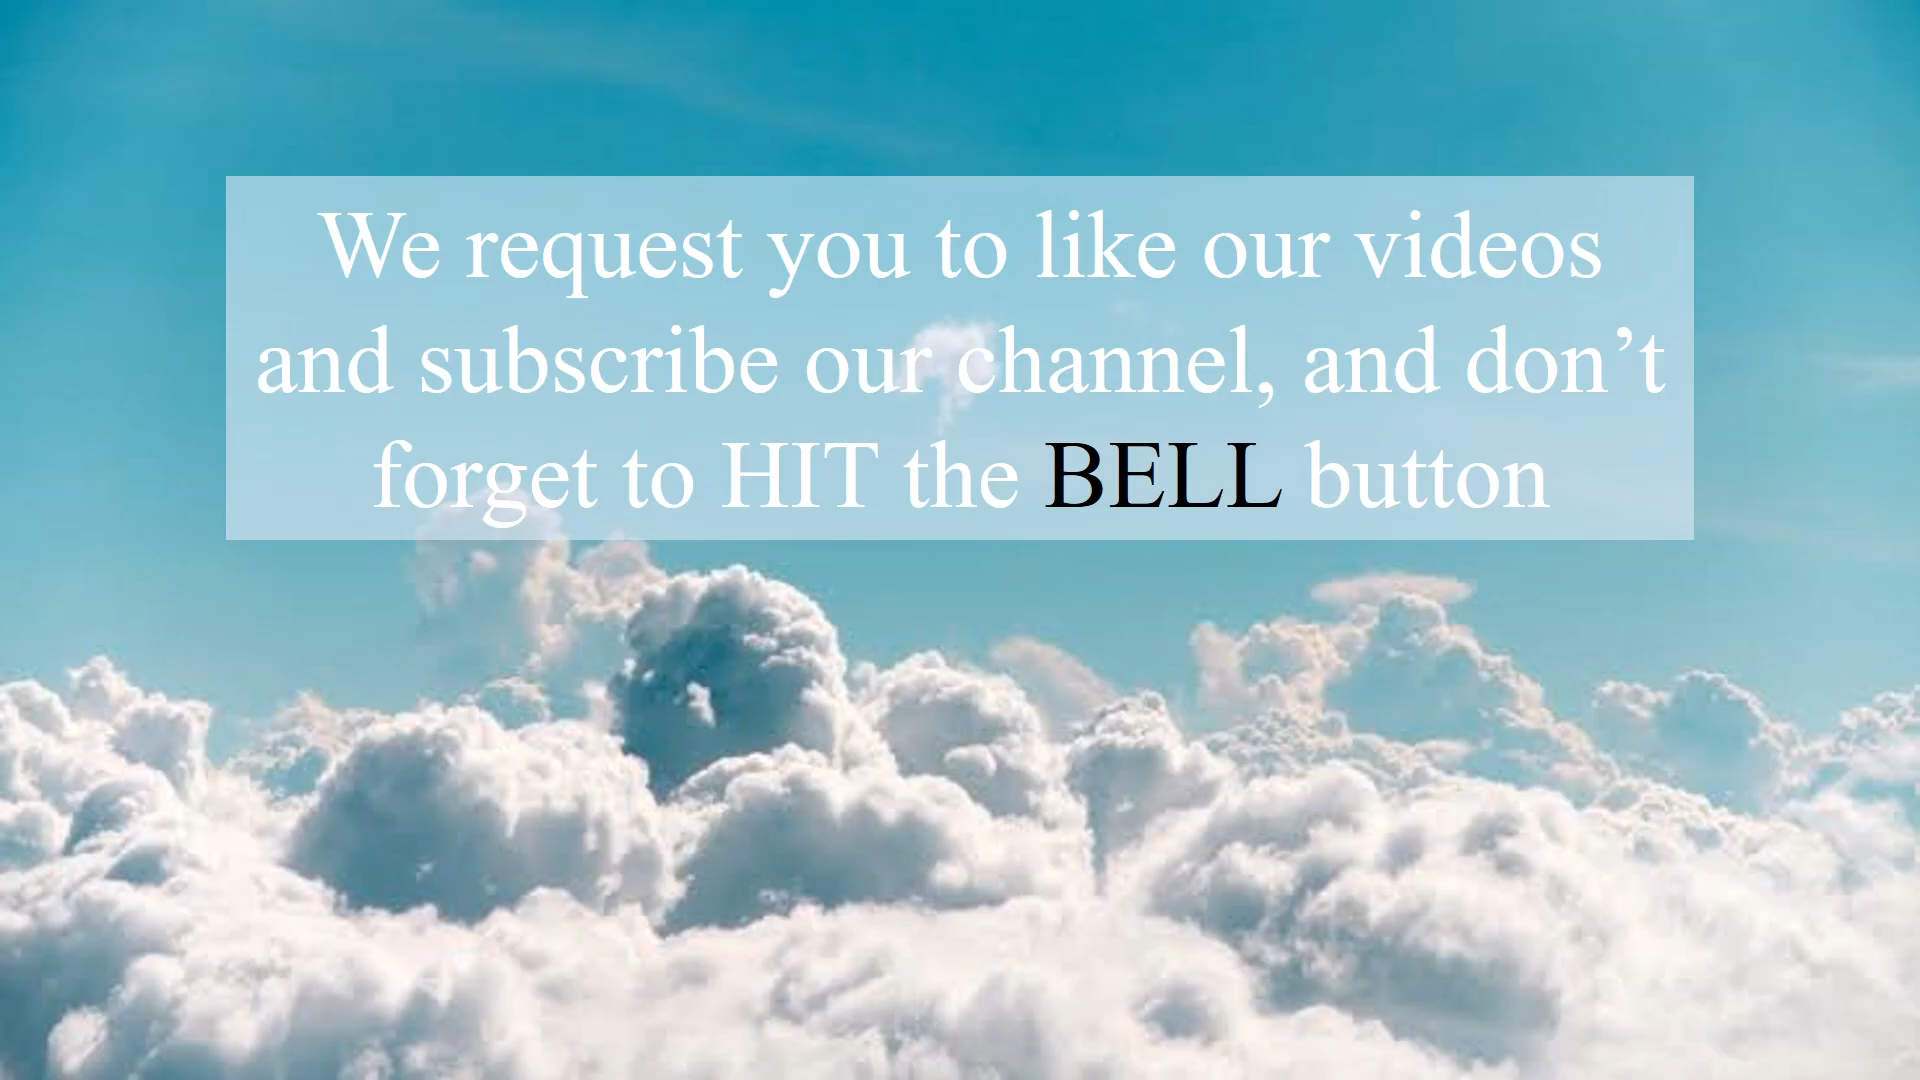 We request you to like our videos
and subscribe our channel, and don’t
forget to HIT the BELL button